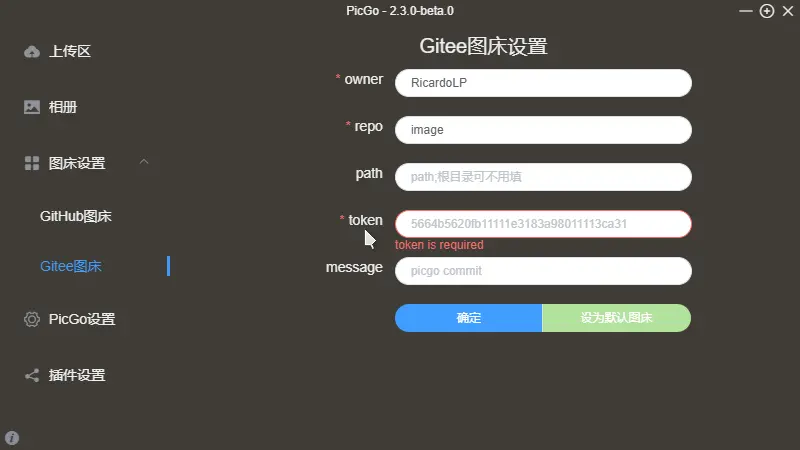 PicGo - 2.3.0-beta.0
上传区
相册
图床设置
GitHub图床
Gitee图床
PicGo设置
插件设置
Gitee图床设置
* owner
RicardoLP
* repo
image
path
path;根目录可不用填
* token
5664b5620fb11111e3183a98011113ca31
token is required
message
picgo commit
确定
设为默认图床